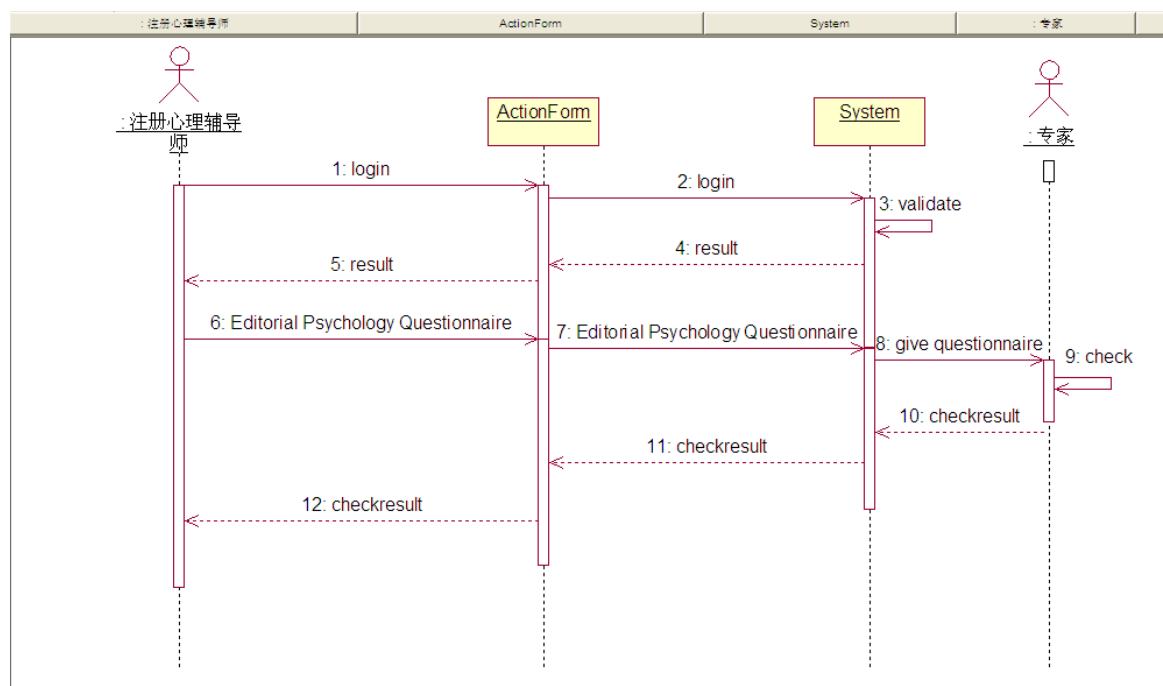 : 注册心理辅导师
ActionForm
System
: 专家
: 注册心理辅导
师
ActionForm
System
: 专家
1: login
2: login
3: validate
4: result
5: result
6: Editorial Psychology Questionnaire
7: Editorial Psychology Questionnaire
8: give questionnaire
9: check
10: checkresult
11: checkresult
12: checkresult